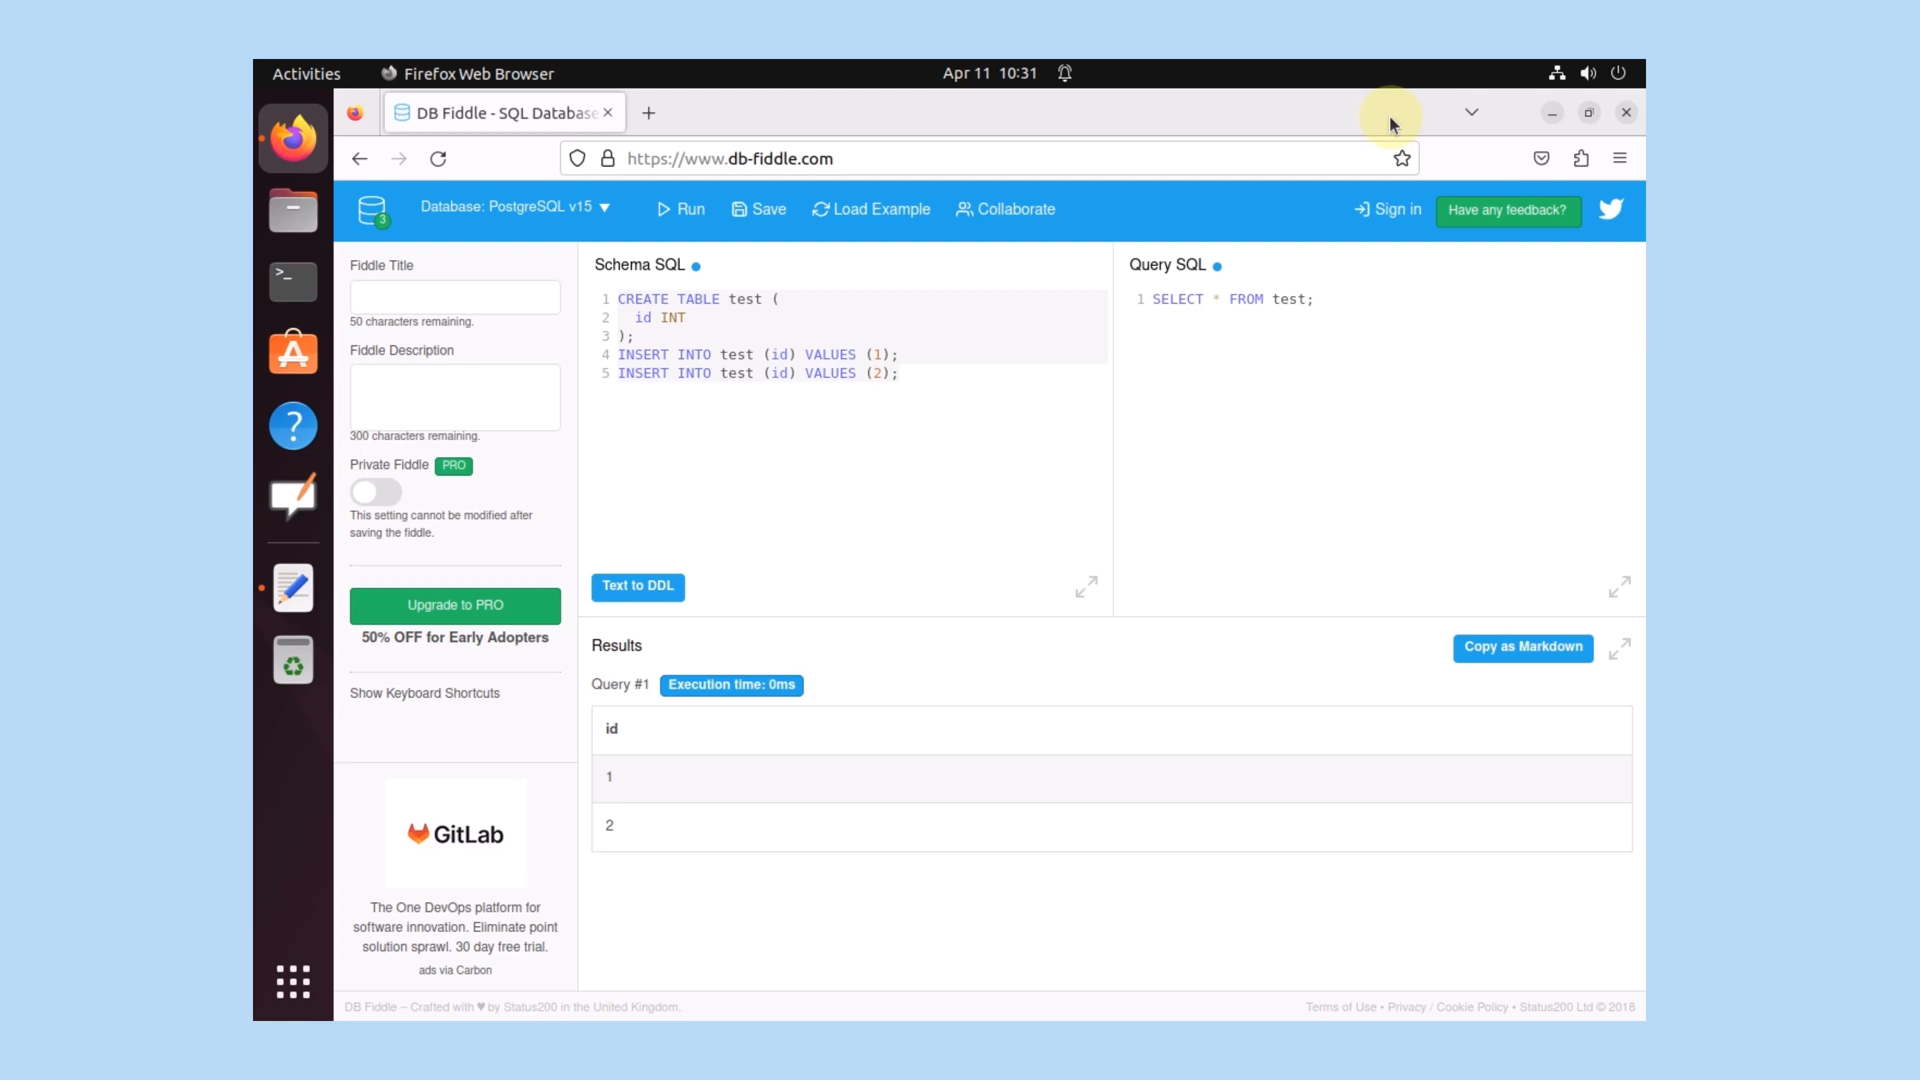 Activities
Firefox Web Browser
Apr 11 10:31
DB Fiddle - SQL Database
https://www.db-fiddle.com
3
Database: PostgreSQL v15
Run
Save
Load Example
Collaborate
Sign in
Have any feedback?
Fiddle Title
50 characters remaining.
Fiddle Description
300 characters remaining.
Private Fiddle PRO
This setting cannot be modified after
saving the fiddle.
Upgrade to PRO
50% OFF for Early Adopters
Show Keyboard Shortcuts
GitLab
The One DevOps platform for
software innovation. Eliminate point
solution sprawl. 30 day free trial.
ads via Carbon
Schema SQL
1 CREATE TABLE test (
2 id INT
3 );
4 INSERT INTO test (id) VALUES (1);
5 INSERT INTO test (id) VALUES (2);
Text to DDL
Query SQL
1 SELECT * FROM test;
Results
Copy as Markdown
Query #1 Execution time: 0ms
id
1
2
DB Fiddle – Crafted with ♥ by Status200 in the United Kingdom.
Terms of Use • Privacy / Cookie Policy • Status200 Ltd © 2018